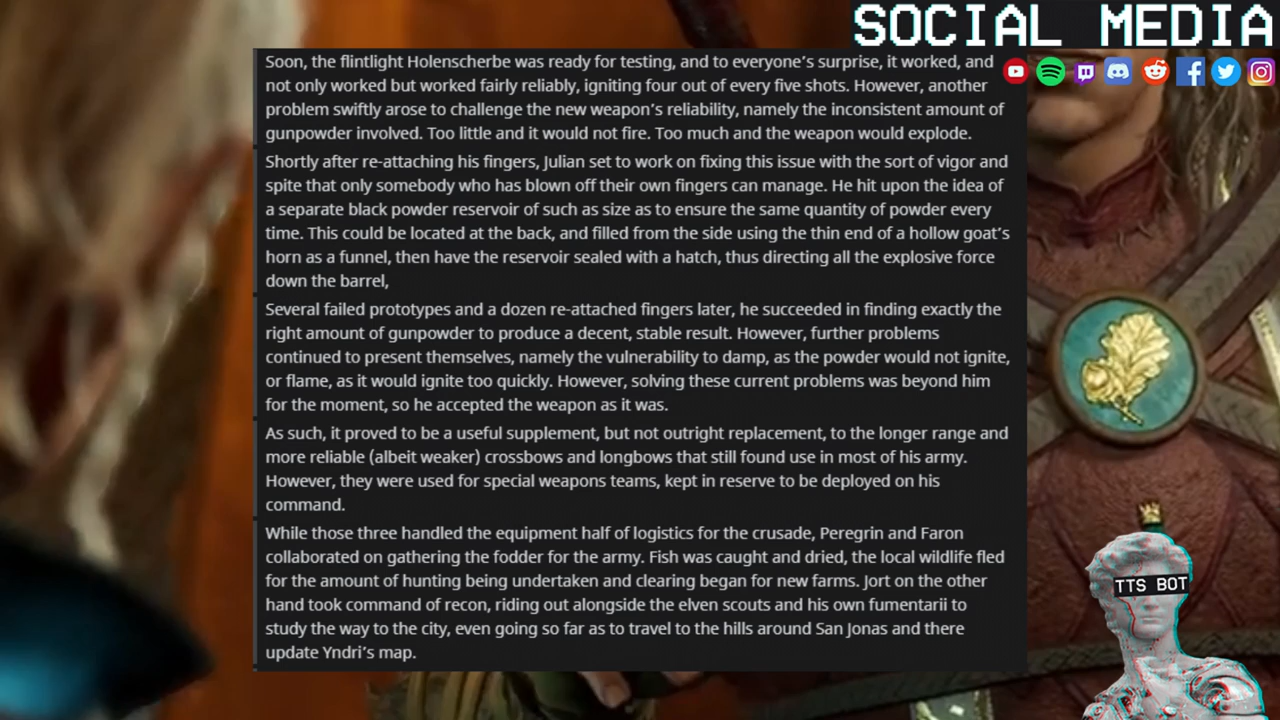 SOCIAL MEDIA
Soon, the flintlight Holenscherbe was ready for testing, and to everyone's surprise, it worked, and
not only worked but worked fairly reliably, igniting four out of every five shots. However, another
problem swiftly arose to challenge the new weapon's reliability, namely the inconsistent amount of
gunpowder involved. Too little and it would not fire. Too much and the weapon would explode.
Shortly after re-attaching his fingers, Julian set to work on fixing this issue with the sort of vigor and
spite that only somebody who has blown off their own fingers can manage. He hit upon the idea of
a separate black powder reservoir of such as size as to ensure the same quantity of powder every
time. This could be located at the back, and filled from the side using the thin end of a hollow goat's
horn as a funnel, then have the reservoir sealed with a hatch, thus directing all the explosive force
down the barrel,
Several failed prototypes and a dozen re-attached fingers later, he succeeded in finding exactly the
right amount of gunpowder to produce a decent, stable result. However, further problems
continued to present themselves, namely the vulnerability to damp, as the powder would not ignite,
or flame, as it would ignite too quickly. However, solving these current problems was beyond him
for the moment, so he accepted the weapon as it was.
As such, it proved to be a useful supplement, but not outright replacement, to the longer range and
more reliable (albeit weaker) crossbows and longbows that still found use in most of his army.
However, they were used for special weapons teams, kept in reserve to be deployed on his
command.
While those three handled the equipment half of logistics for the crusade, Peregrin and Faron
collaborated on gathering the fodder for the army. Fish was caught and dried, the local wildlife fled
for the amount of hunting being undertaken and clearing began for new farms. Jort on the other
hand took command of recon, riding out alongside the elven scouts and his own fumentarii to
study the way to the city, even going so far as to travel to the hills around San Jonas and there
update Yndri's map.
TTS BOT